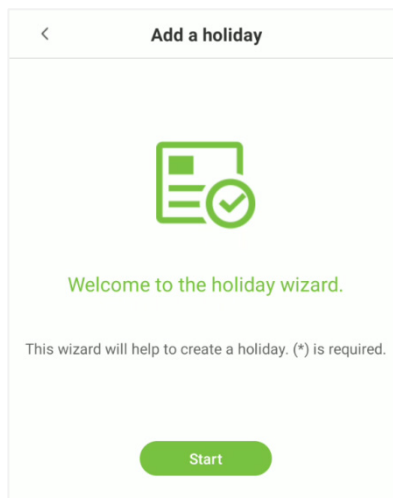 Add a holiday
Welcome to the holiday wizard.
This wizard will help to create a holiday. (*) is required.
Start